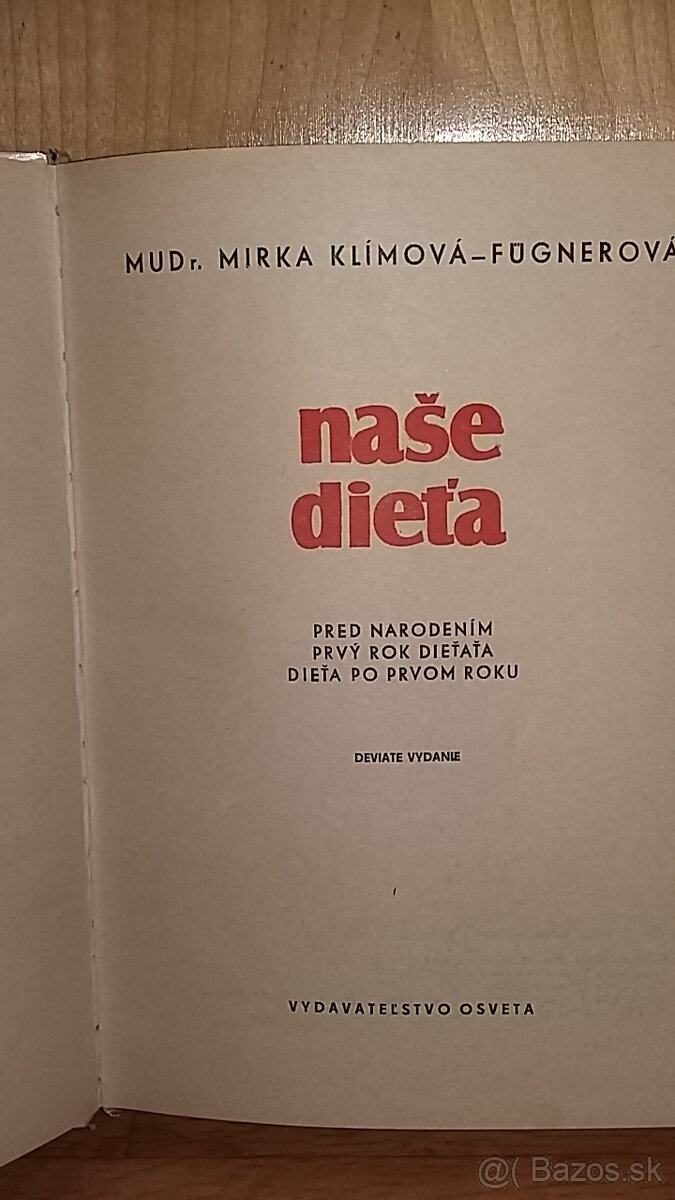 MUDr. MIRKA KLÍMOVÁ–FÜGNEROVÁ
naše
dieťa
PRED NARODENÍM
PRVÝ ROK DIEŤAŤA
DIEŤA PO PRVOM ROKU
DEVIATE VYDANIE
VYDAVATEĽSTVO OSVETA
@( Bazos.sk